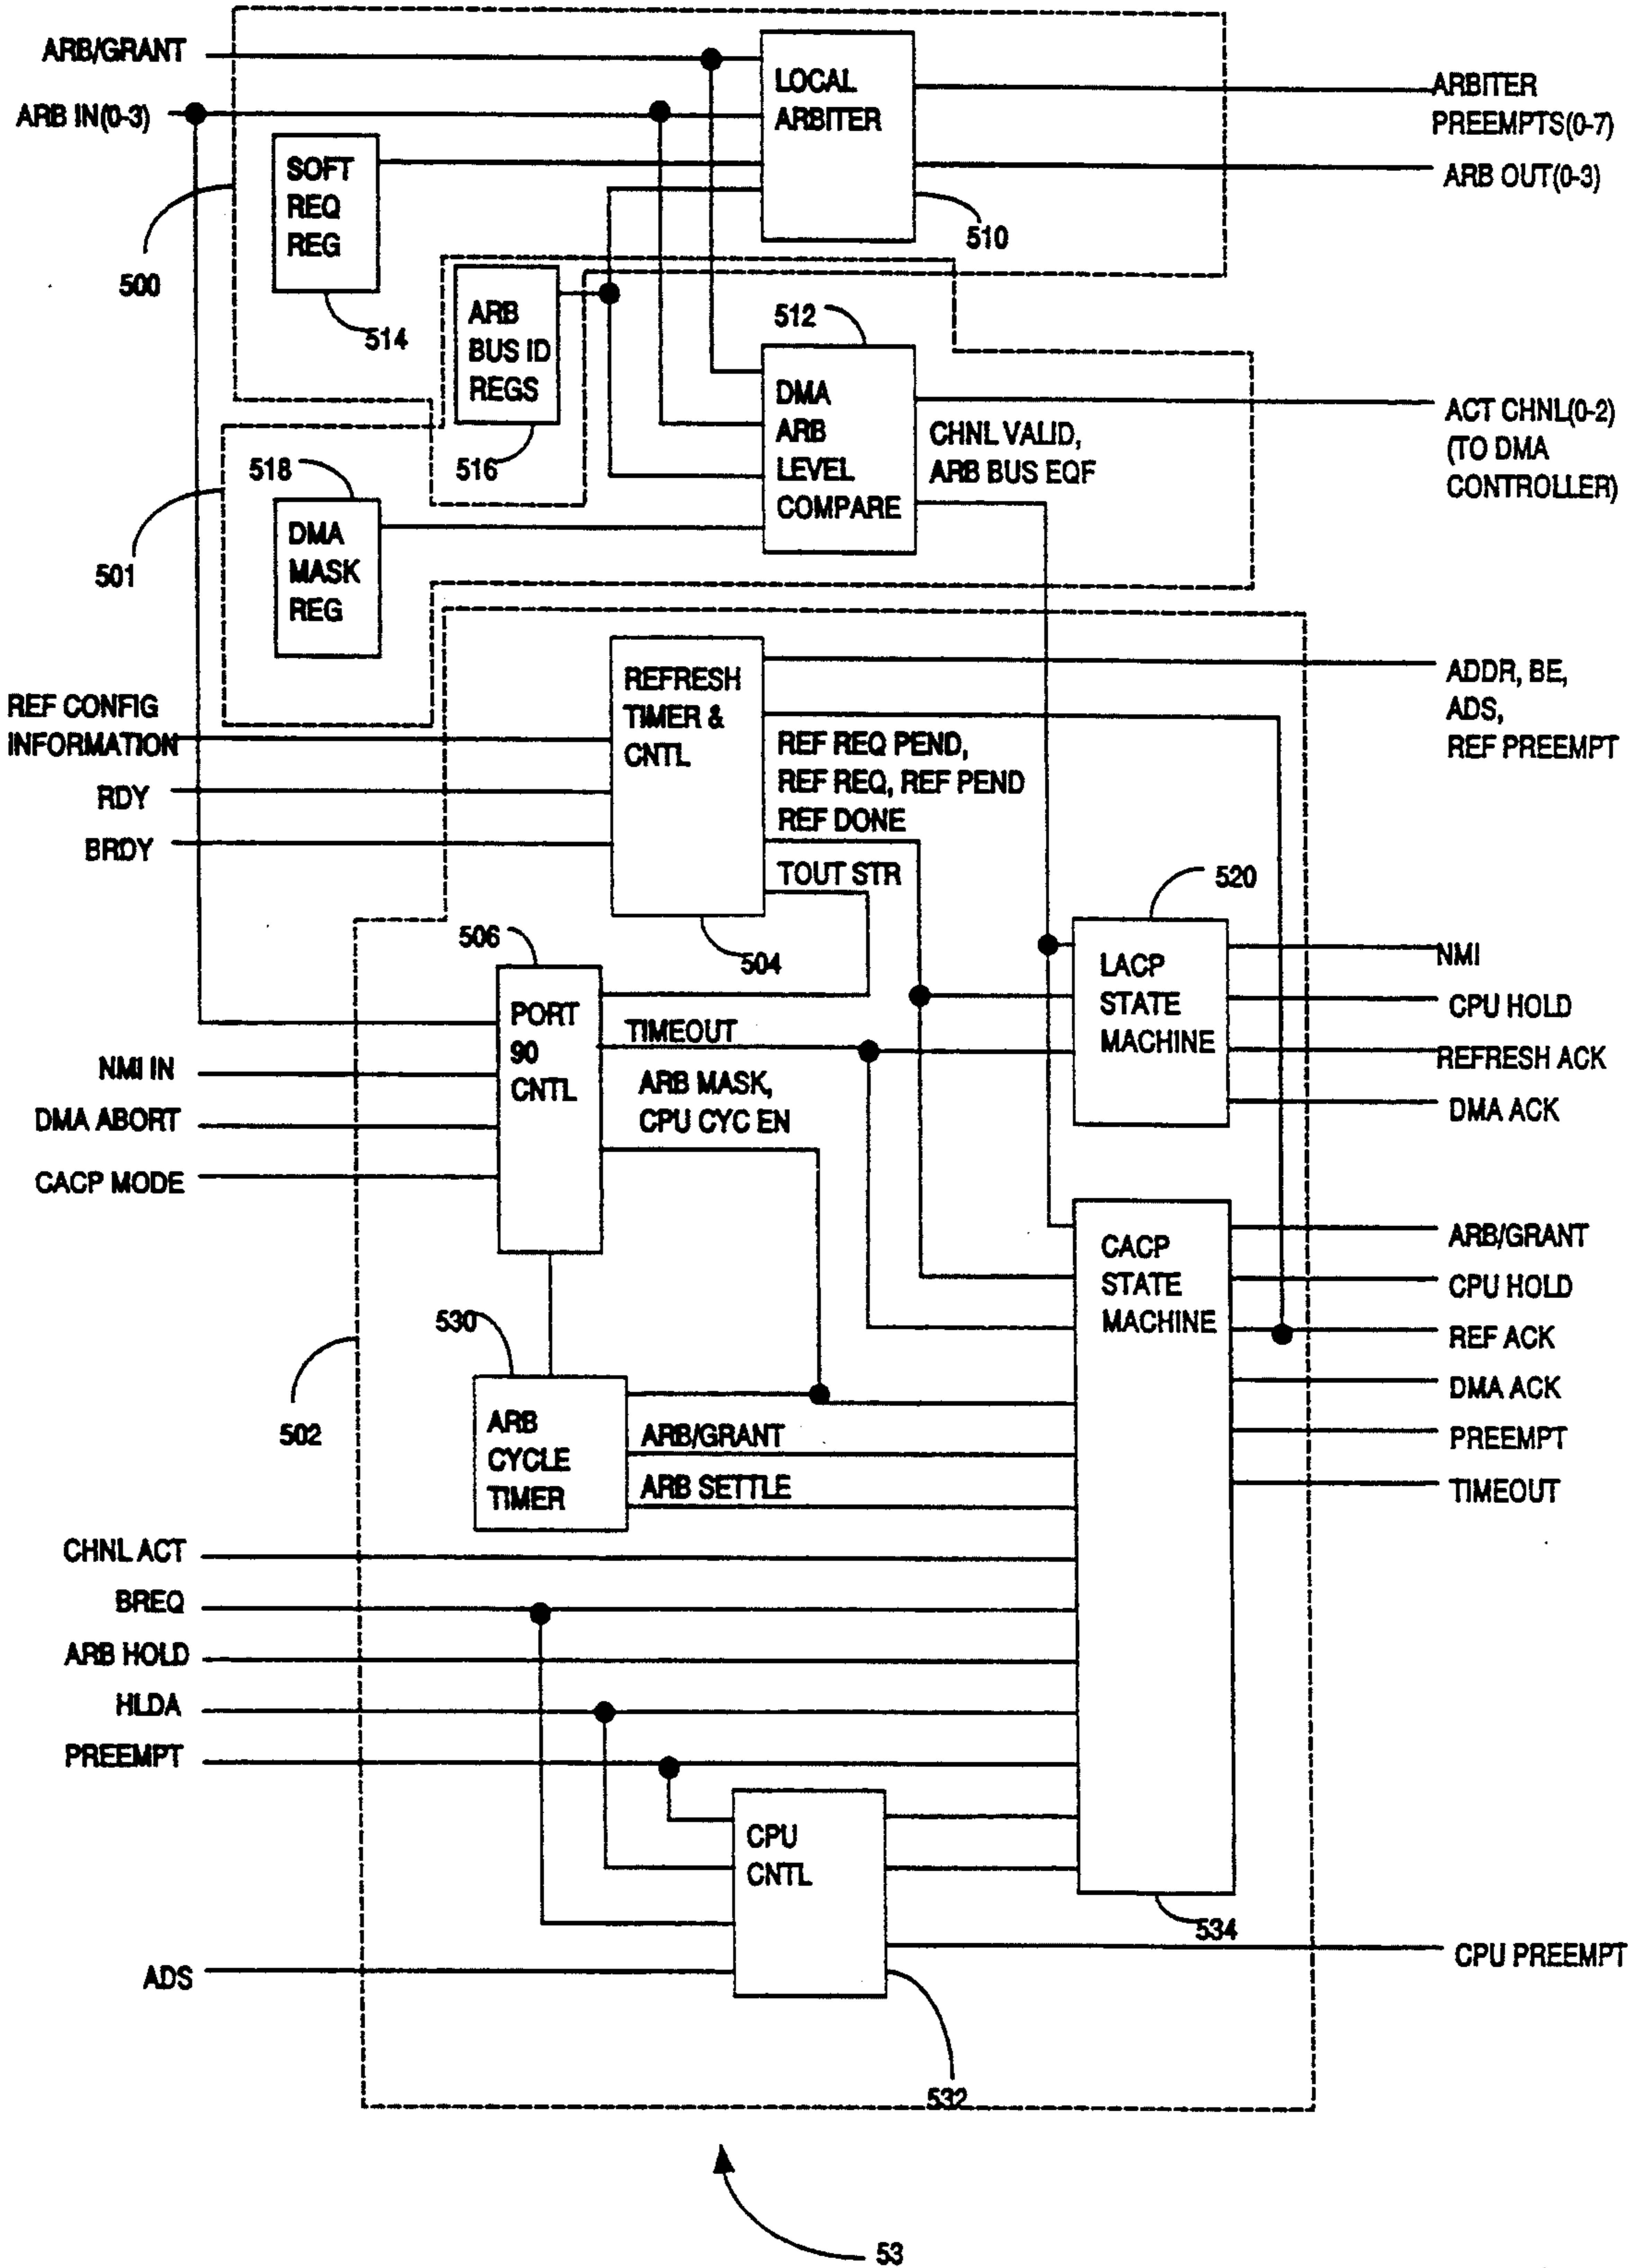 ARB/GRANT
ARB IN(0-3)
LOCAL
ARBITER
ARBITER
PREEMPTS(0-7)
ARB OUT(0-3)
SOFT
REQ
REG
500
510
514
ARB
BUS ID
REGS
516
512
DMA
ARB
LEVEL
COMPARE
CHNL VALID,
ARB BUS EQF
ACT CHNL(0-2)
(TO DMA
CONTROLLER)
518
DMA
MASK
REG
501
REF CONFIG
INFORMATION
RDY
BRDY
REFRESH
TIMER &
CNTL
REF REQ PEND,
REF REQ, REF PEND
REF DONE
TOUT STR
ADDR, BE,
ADS,
REF PREEMPT
504
506
PORT
90
CNTL
TIMEOUT
ARB MASK,
CPU CYC EN
NMI IN
DMA ABORT
CACP MODE
520
LACP
STATE
MACHINE
NMI
CPU HOLD
REFRESH ACK
DMA ACK
CACP
STATE
MACHINE
ARB/GRANT
CPU HOLD
REF ACK
DMA ACK
PREEMPT
TIMEOUT
530
ARB
CYCLE
TIMER
ARB/GRANT
ARB SETTLE
502
CHNL ACT
BREQ
ARB HOLD
HLDA
PREEMPT
CPU
CNTL
534
ADS
CPU PREEMPT
532
53